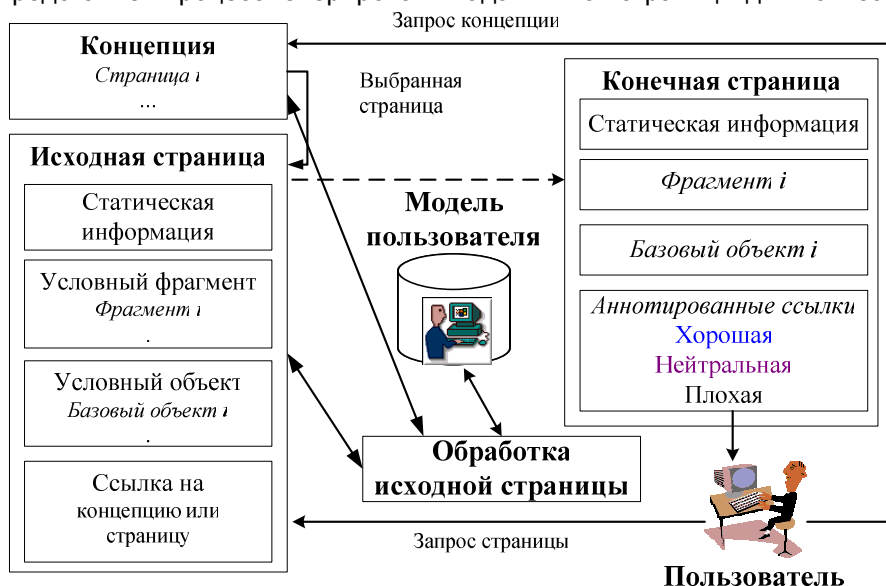 Запрос концепции
Концепция
Страница i
...
Выбранная
страница
Исходная страница
Статическая
информация
Условный фрагмент
Фрагмент i
.
Условный объект
Базовый объект i
.
Ссылка на
концепцию или
страницу
Модель
пользователя
Обработка
исходной страницы
Конечная страница
Статическая информация
Фрагмент i
Базовый объект i
Аннотированные ссылки
Хорошая
Нейтральная
Плохая
Запрос страницы
Пользователь